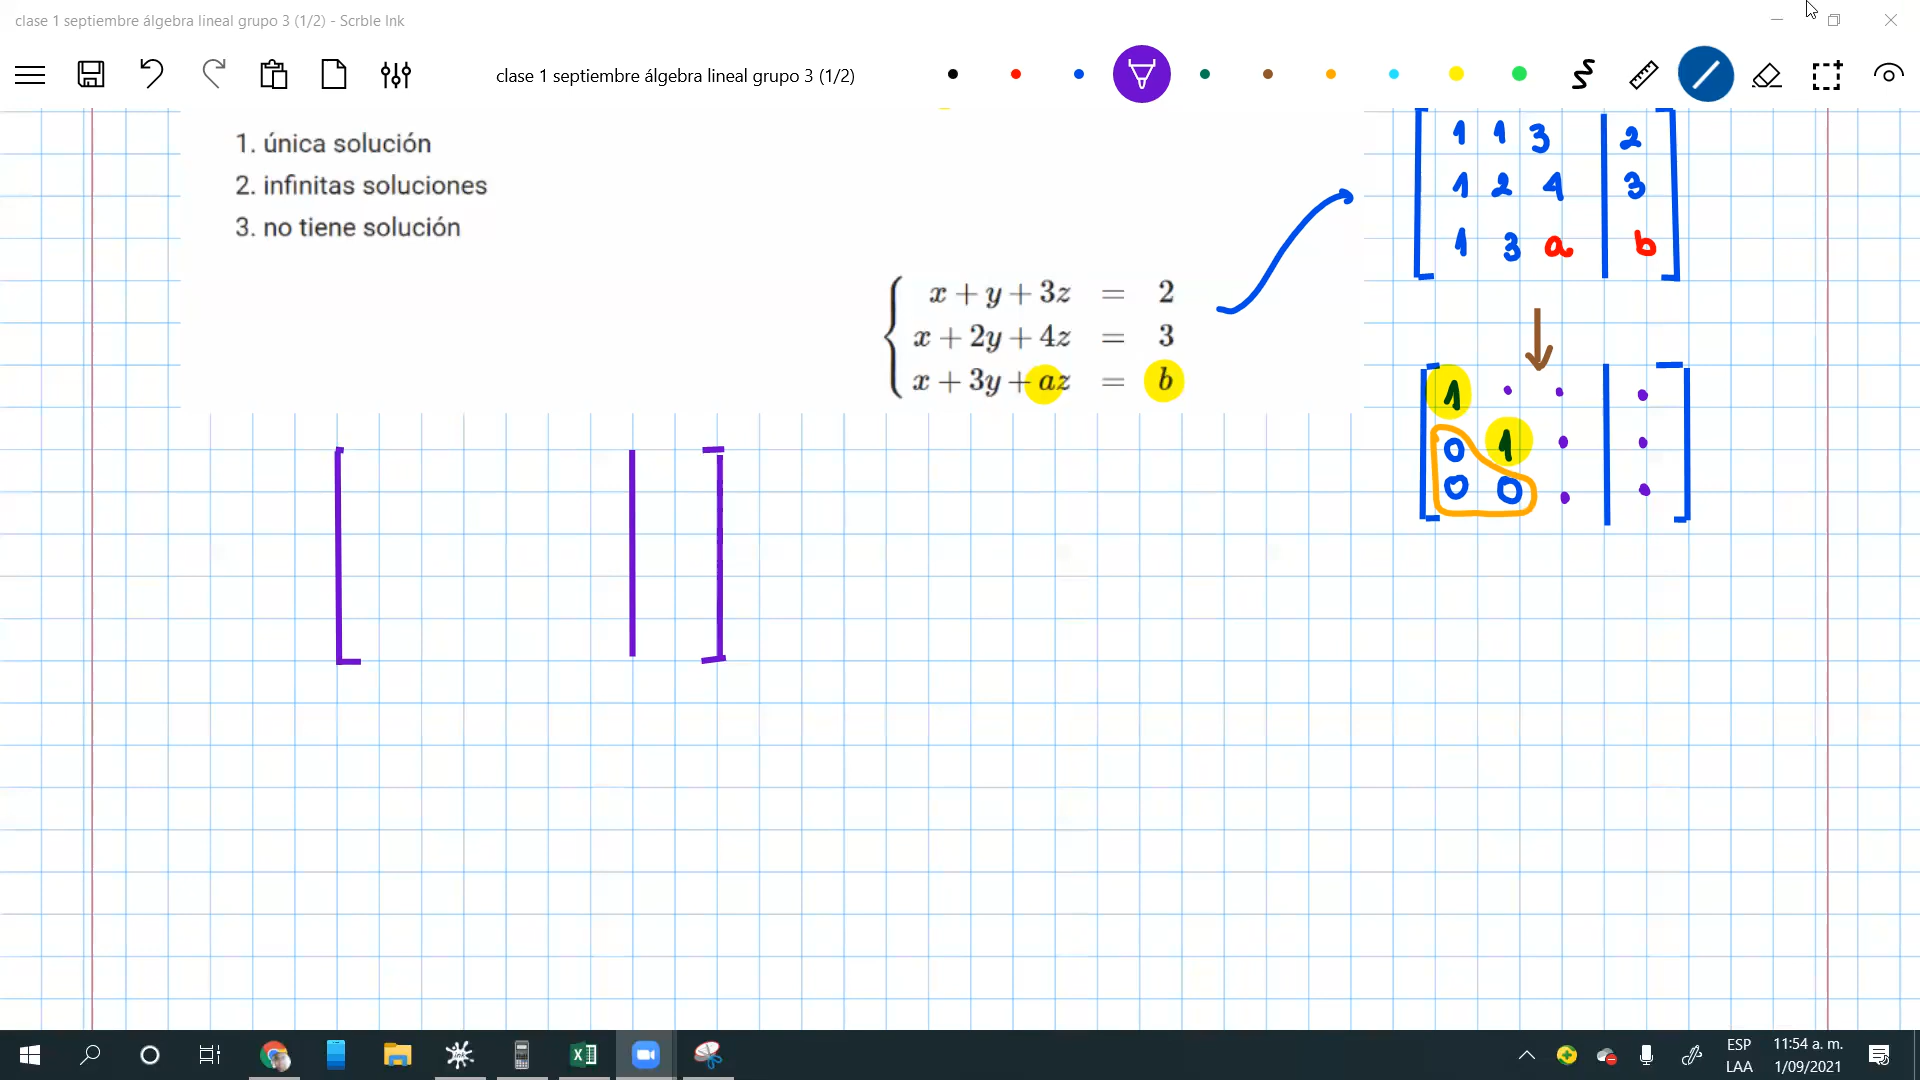 clase 1 septiembre álgebra lineal grupo 3 (1/2) - Scrble Ink
clase 1 septiembre álgebra lineal grupo 3 (1/2)
1. única solución
2. infinitas soluciones
3. no tiene solución
x + y + 3z = 2
x + 2y + 4z = 3
x + 3y + az = b
1 1 3 | 2
1 2 4 | 3
1 3 a | b
1 . . | .
0 1 . | .
0 0 . | .
ESP
LAA
11:54 a. m.
1/09/2021